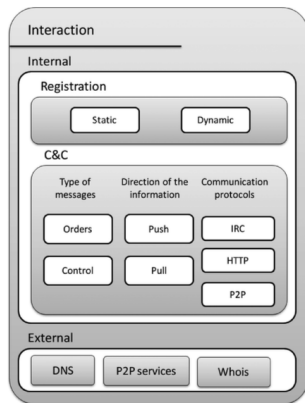 Interaction
Internal
Registration
Static
Dynamic
C&C
Type of
messages
Direction of the
information
Communication
protocols
Orders
Push
IRC
Control
Pull
HTTP
P2P
External
DNS
P2P services
Whois